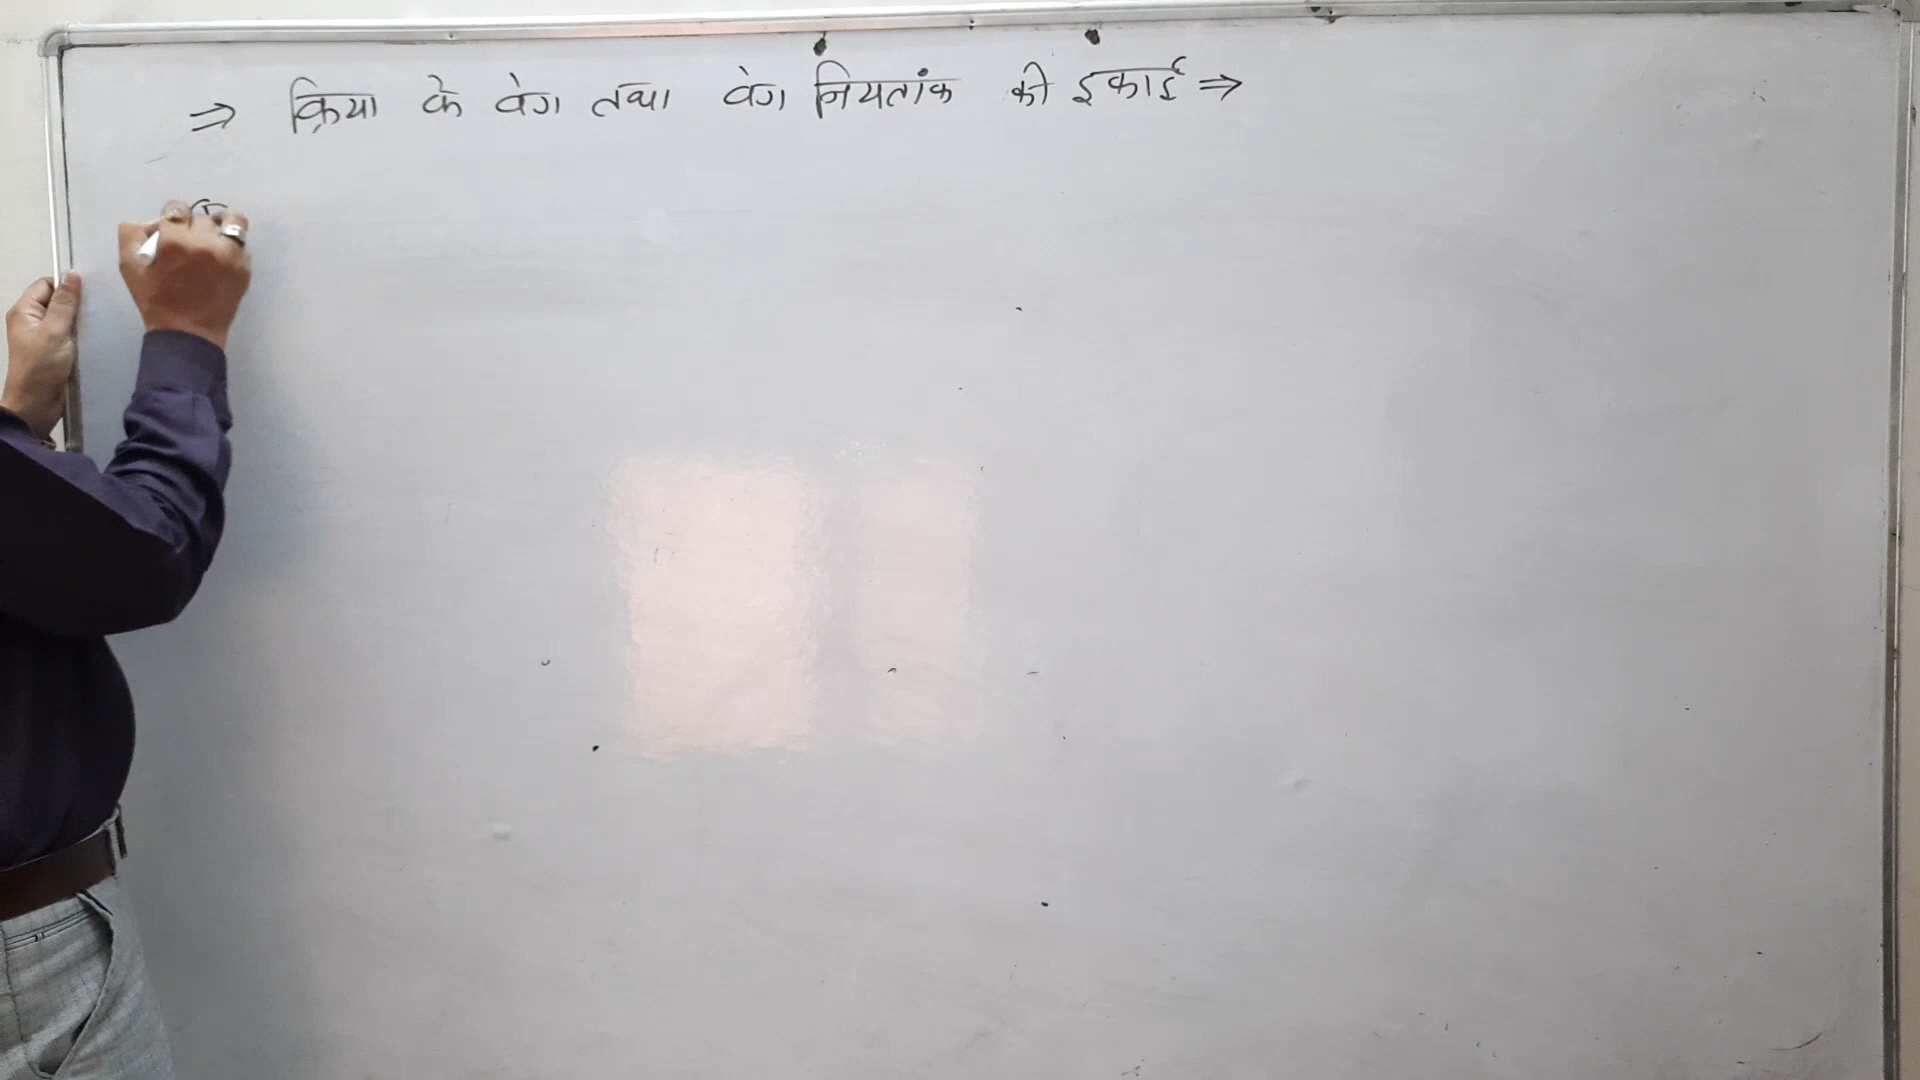 ⇒ क्रिया के वेग तथा वेग नियतांक की इकाई ⇒